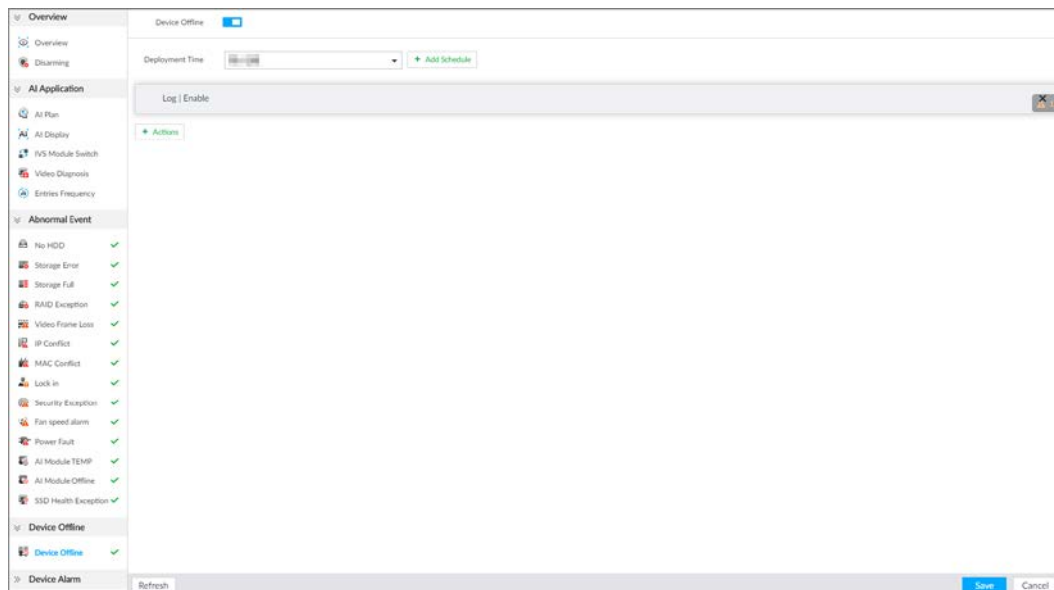 Overview
Overview
Disarming
AI Application
AI Plan
AI Display
IVS Module Switch
Video Diagnosis
Entries Frequency
Abnormal Event
No HDD
Storage Error
Storage Full
RAID Exception
Video Frame Loss
IP Conflict
MAC Conflict
Lock in
Security Exception
Fan speed alarm
Power Fault
AI Module TEMP
AI Module Offline
SSD Health Exception
Device Offline
Device Offline
Device Alarm
Device Offline
Deployment Time
+ Add Schedule
Log | Enable
+ Actions
Refresh
Save
Cancel